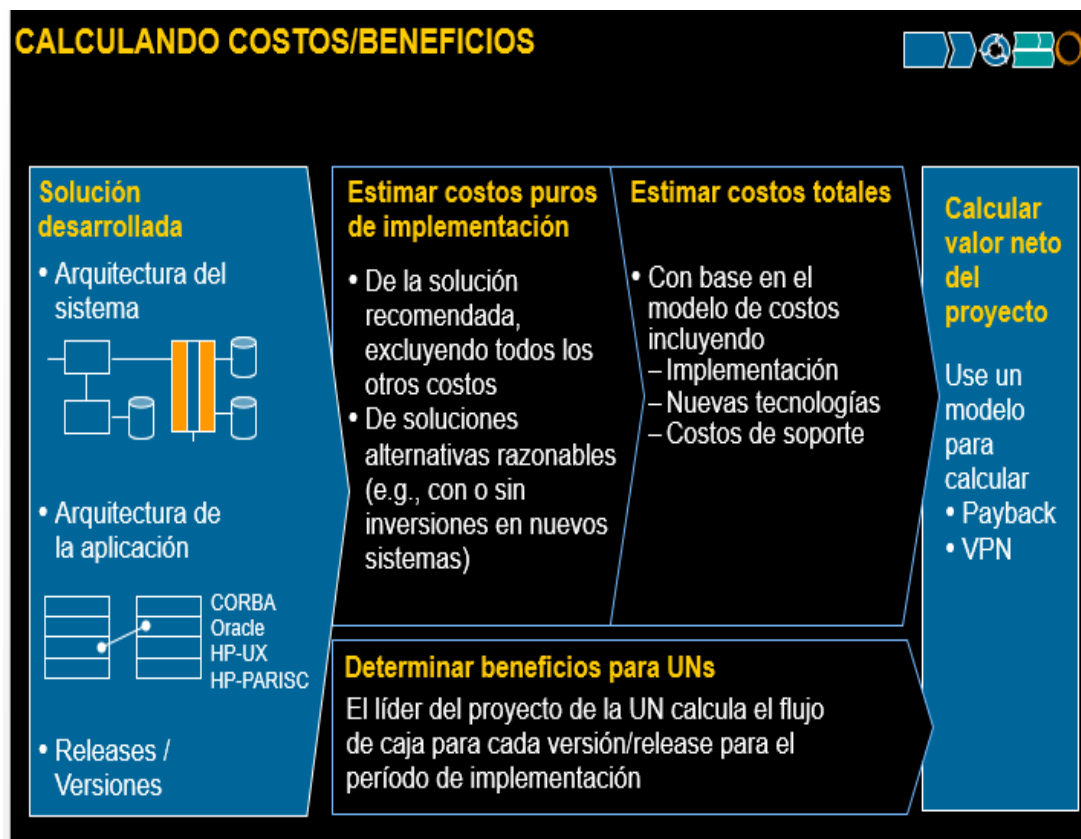 CALCULANDO COSTOS/BENEFICIOS
Solución
desarrollada
• Arquitectura del
sistema
• Arquitectura de
la aplicación
CORBA
Oracle
HP-UX
HP-PARISC
• Releases /
Versiones
Estimar costos puros
de implementación
• De la solución
recomendada,
excluyendo todos los
otros costos
• De soluciones
alternativas razonables
(e.g., con o sin
inversiones en nuevos
sistemas)
Estimar costos totales
• Con base en el
modelo de costos
incluyendo
– Implementación
– Nuevas tecnologías
– Costos de soporte
Determinar beneficios para UNs
El líder del proyecto de la UN calcula el flujo
de caja para cada versión/release para el
período de implementación
Calcular
valor neto
del
proyecto
Use un
modelo
para
calcular
• Payback
• VPN